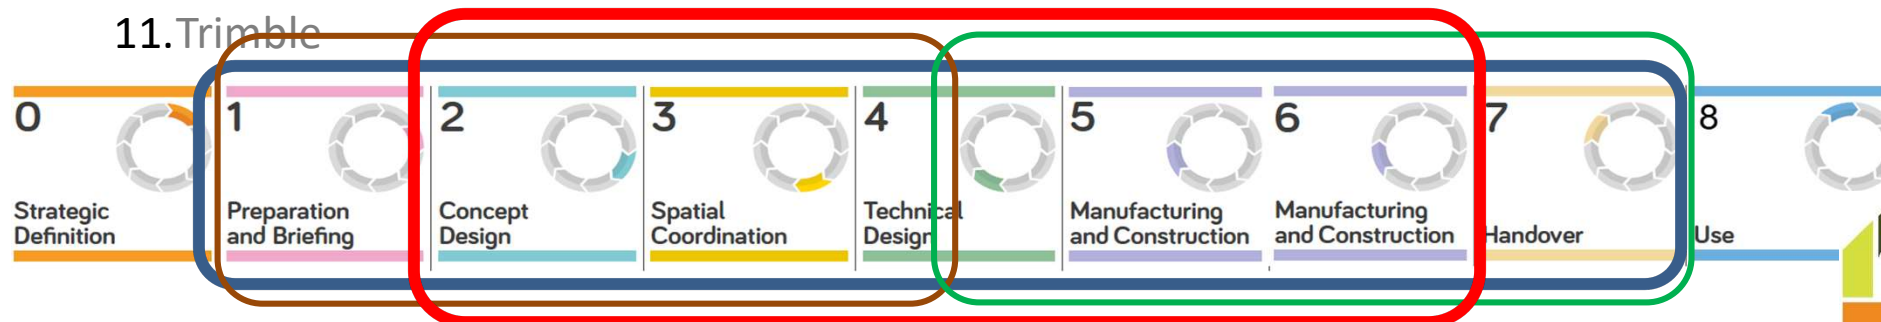 11. Trimble
0 1 2 3 4 5 6 7 8
Strategic Definition
Preparation and Briefing
Concept Design
Spatial Coordination
Technical Design
Manufacturing and Construction
Manufacturing and Construction
Handover
Use